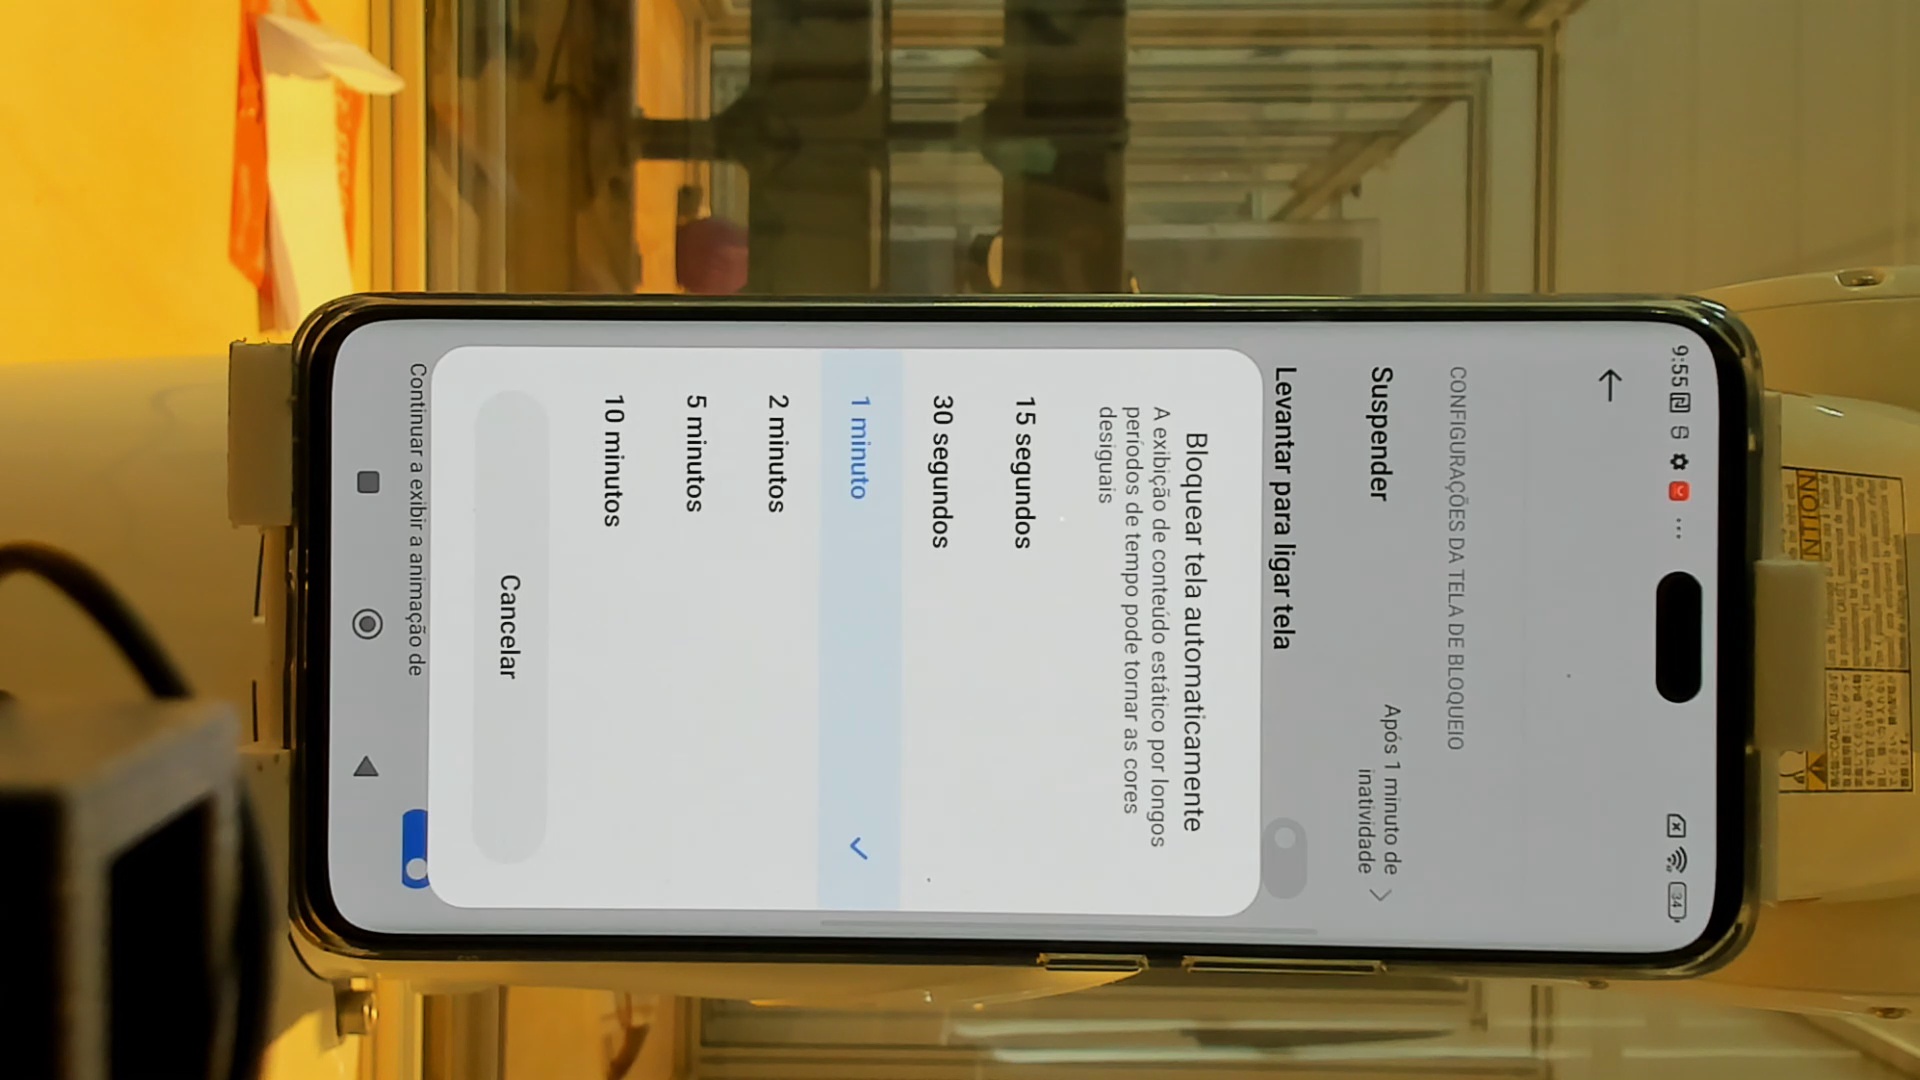 9:55
34
CONFIGURAÇÕES DA TELA DE BLOQUEIO
Suspender
Após 1 minuto de
inatividade
Levantar para ligar tela
Bloquear tela automaticamente
A exibição de conteúdo estático por longos
períodos de tempo pode tornar as cores
desiguais
15 segundos
30 segundos
1 minuto
2 minutos
5 minutos
10 minutos
Cancelar
Continuar a exibir a animação de